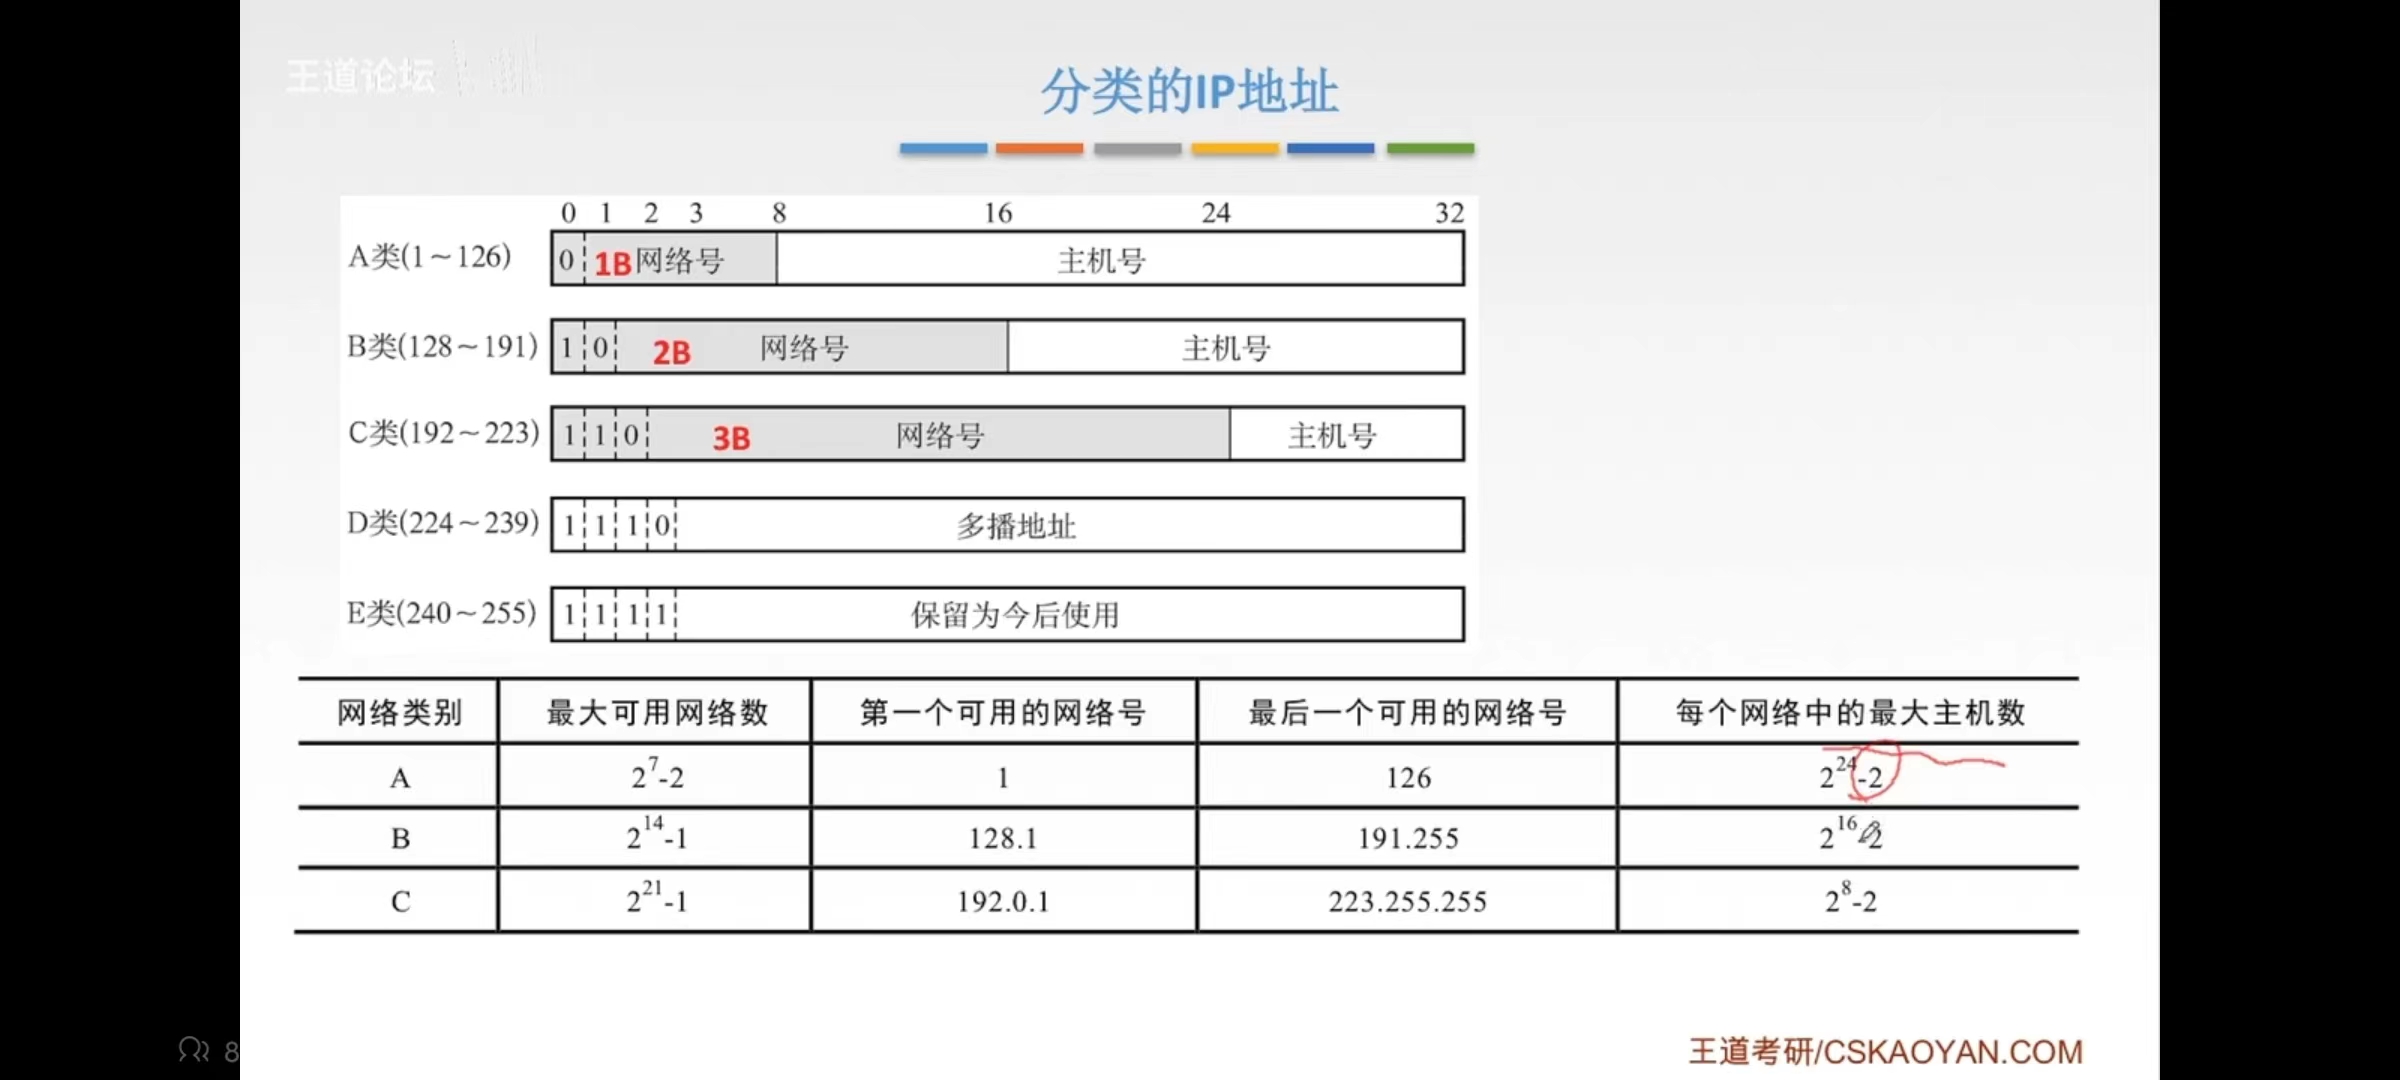 王道论坛
分类的IP地址
0 1 2 3 8 16 24 32
A类(1~126) 0 1B 网络号 主机号
B类(128~191) 1 0 2B 网络号 主机号
C类(192~223) 1 1 0 3B 网络号 主机号
D类(224~239) 1 1 1 0 多播地址
E类(240~255) 1 1 1 1 保留为今后使用
网络类别 最大可用网络数 第一个可用的网络号 最后一个可用的网络号 每个网络中的最大主机数
A 2^7-2 1 126 2^24-2
B 2^14-1 128.1 191.255 2^16-2
C 2^21-1 192.0.1 223.255.255 2^8-2
8
王道考研/CSKAOYAN.COM